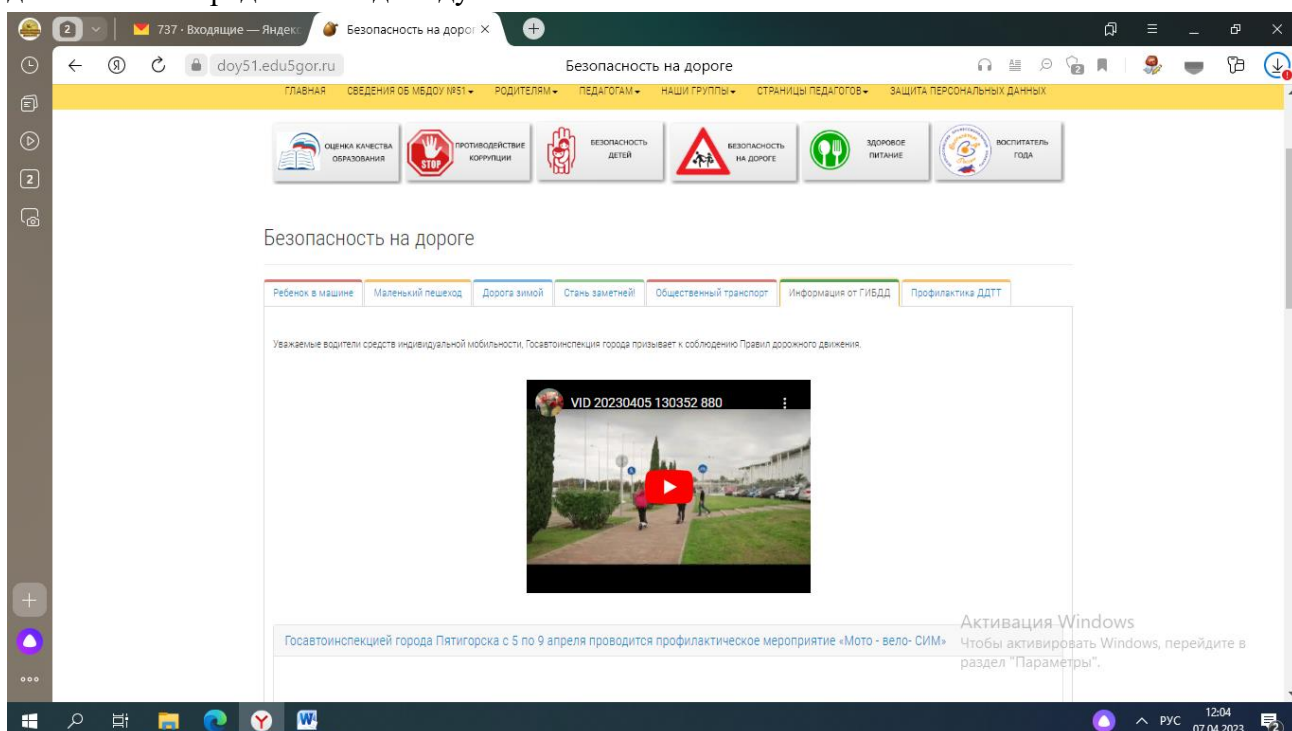 2
737 · Входящие — Яндекс
Безопасность на дорог
doy51.edu5gor.ru
Безопасность на дороге
ГЛАВНАЯ
СВЕДЕНИЯ ОБ МБДОУ №51
РОДИТЕЛЯМ
ПЕДАГОГАМ
НАШИ ГРУППЫ
СТРАНИЦЫ ПЕДАГОГОВ
ЗАЩИТА ПЕРСОНАЛЬНЫХ ДАННЫХ
ОЦЕНКА КАЧЕСТВА
ОБРАЗОВАНИЯ
STOP
ПРОТИВОДЕЙСТВИЕ
КОРРУПЦИИ
БЕЗОПАСНОСТЬ
ДЕТЕЙ
БЕЗОПАСНОСТЬ
НА ДОРОГЕ
ЗДОРОВОЕ
ПИТАНИЕ
ВОСПИТАТЕЛЬ
ГОДА
2
Безопасность на дороге
Ребенок в машине
Маленький пешеход
Дорога зимой
Стань заметней!
Общественный транспорт
Информация от ГИБДД
Профилактика ДДТТ
Уважаемые водители средств индивидуальной мобильности, Госавтоинспекция города призывает к соблюдению Правил дорожного движения.
VID 20230405 130352 880
Госавтоинспекцией города Пятигорска с 5 по 9 апреля проводится профилактическое мероприятие «Мото - вело- СИМ»
Активация Windows
Чтобы активировать Windows, перейдите в
раздел "Параметры".
РУС
12:04
07.04.2023
2